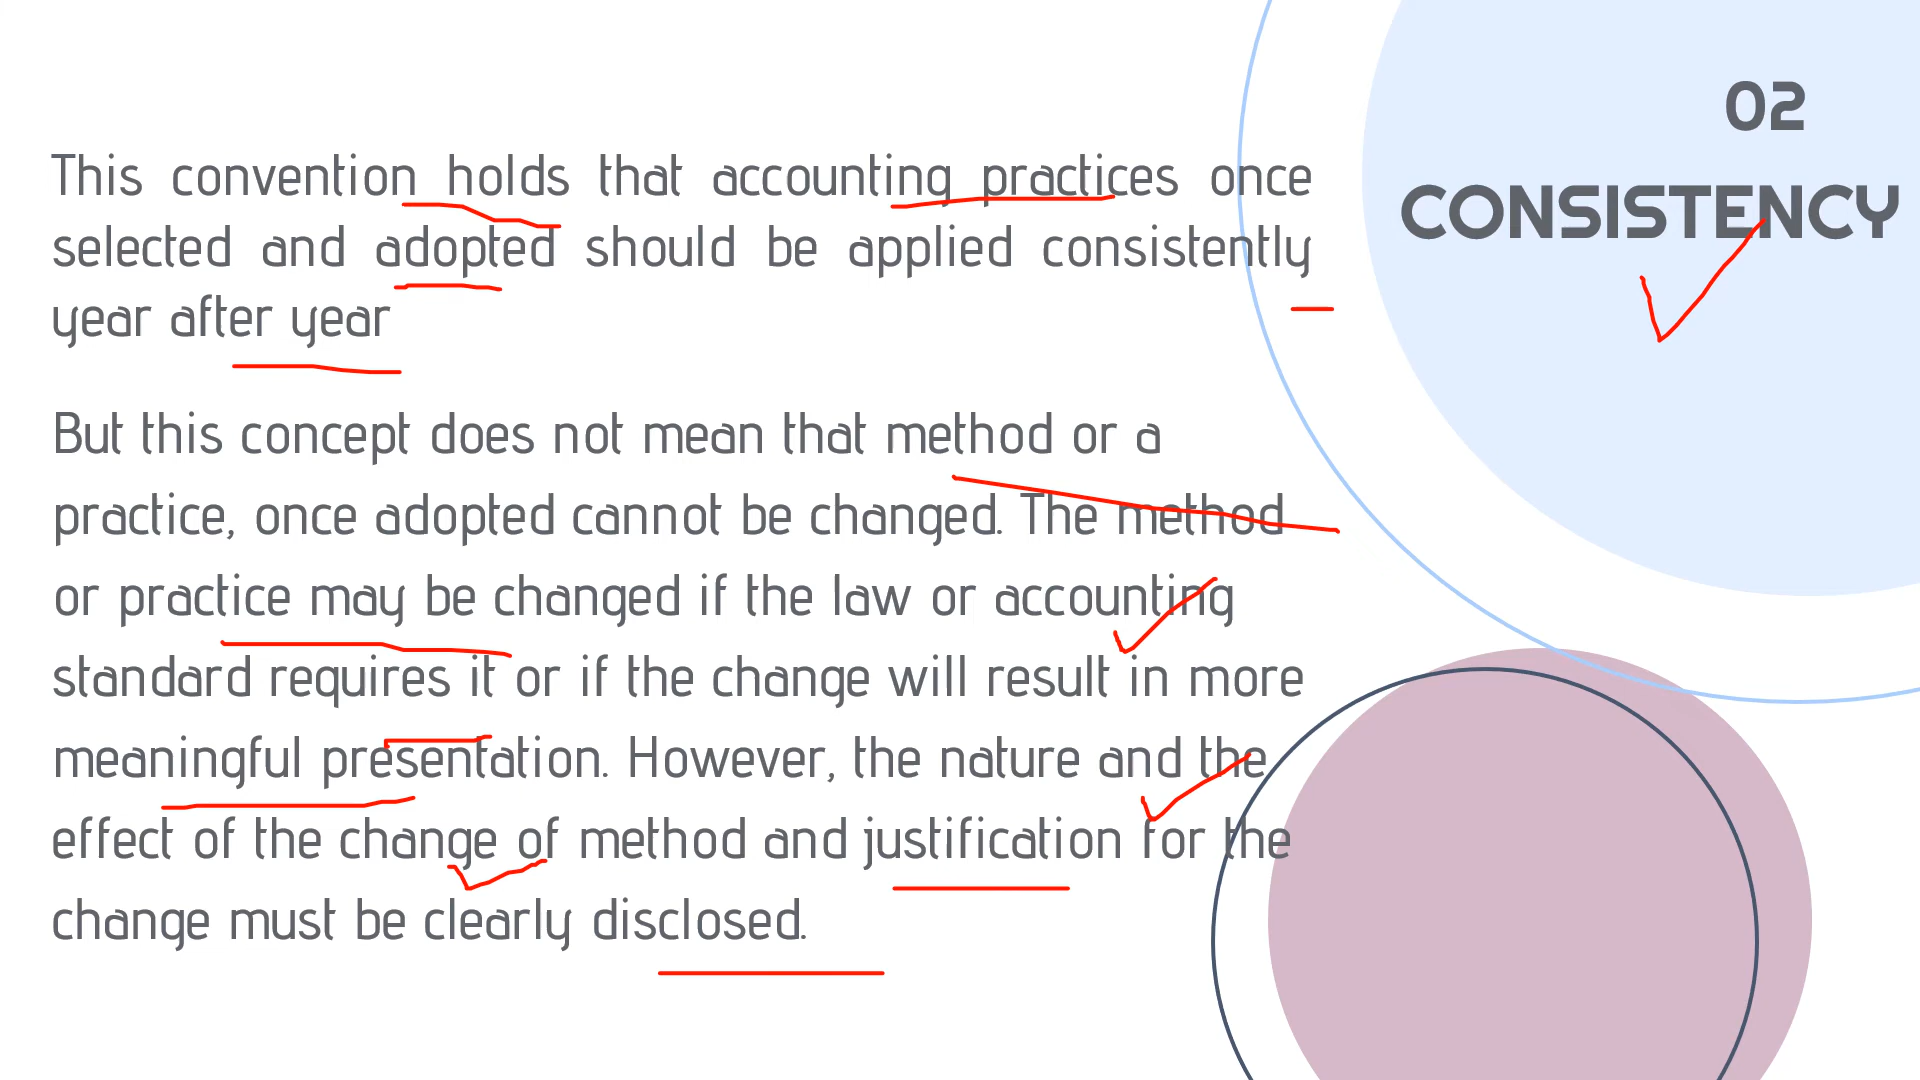 02
CONSISTENCY
This convention holds that accounting practices once
selected and adopted should be applied consistently
year after year
But this concept does not mean that method or a
practice, once adopted cannot be changed. The method
or practice may be changed if the law or accounting
standard requires it or if the change will result in more
meaningful presentation. However, the nature and the
effect of the change of method and justification for the
change must be clearly disclosed.